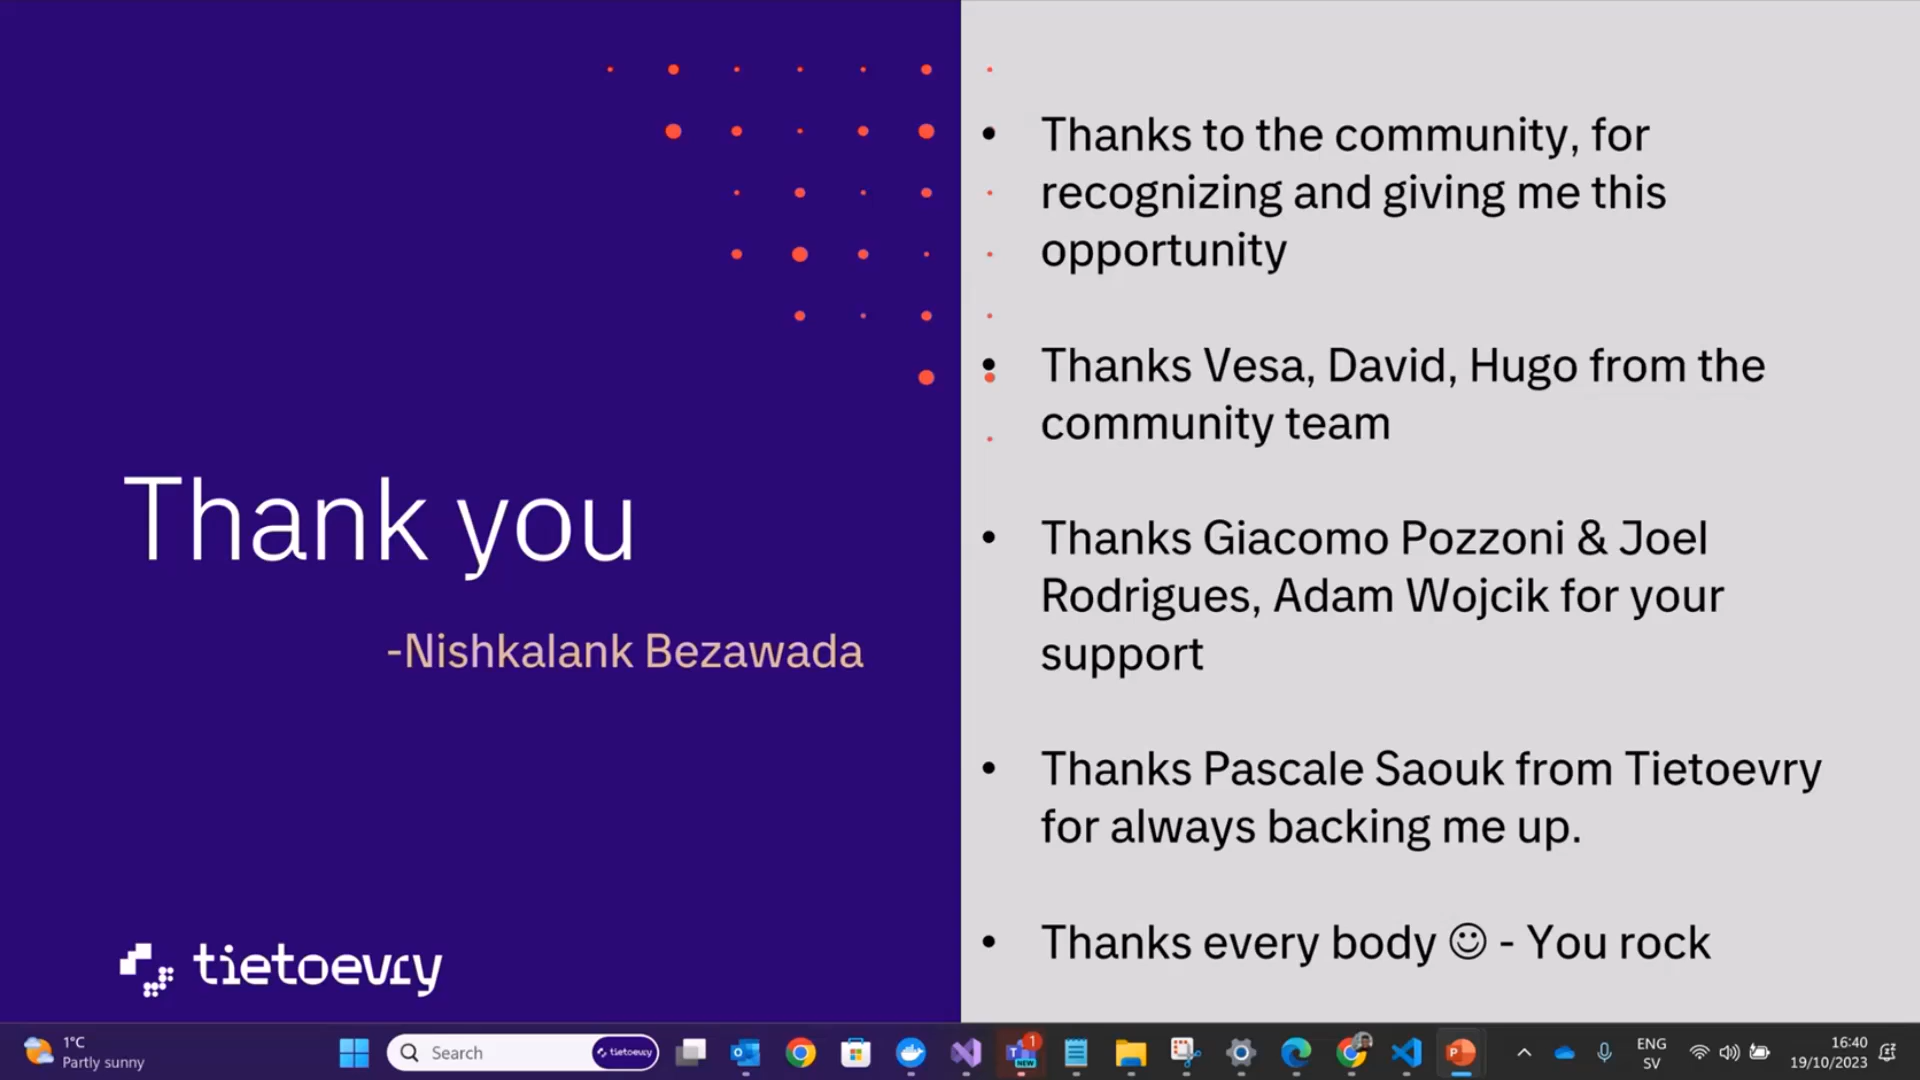 Thank you
-Nishkalank Bezawada
tietoevry
• Thanks to the community, for
recognizing and giving me this
opportunity
• Thanks Vesa, David, Hugo from the
community team
• Thanks Giacomo Pozzoni & Joel
Rodrigues, Adam Wojcik for your
support
• Thanks Pascale Saouk from Tietoevry
for always backing me up.
• Thanks every body ☺ - You rock
1°C
Partly sunny
Search
tietoevry
1
NEW
ENG
SV
16:40
19/10/2023